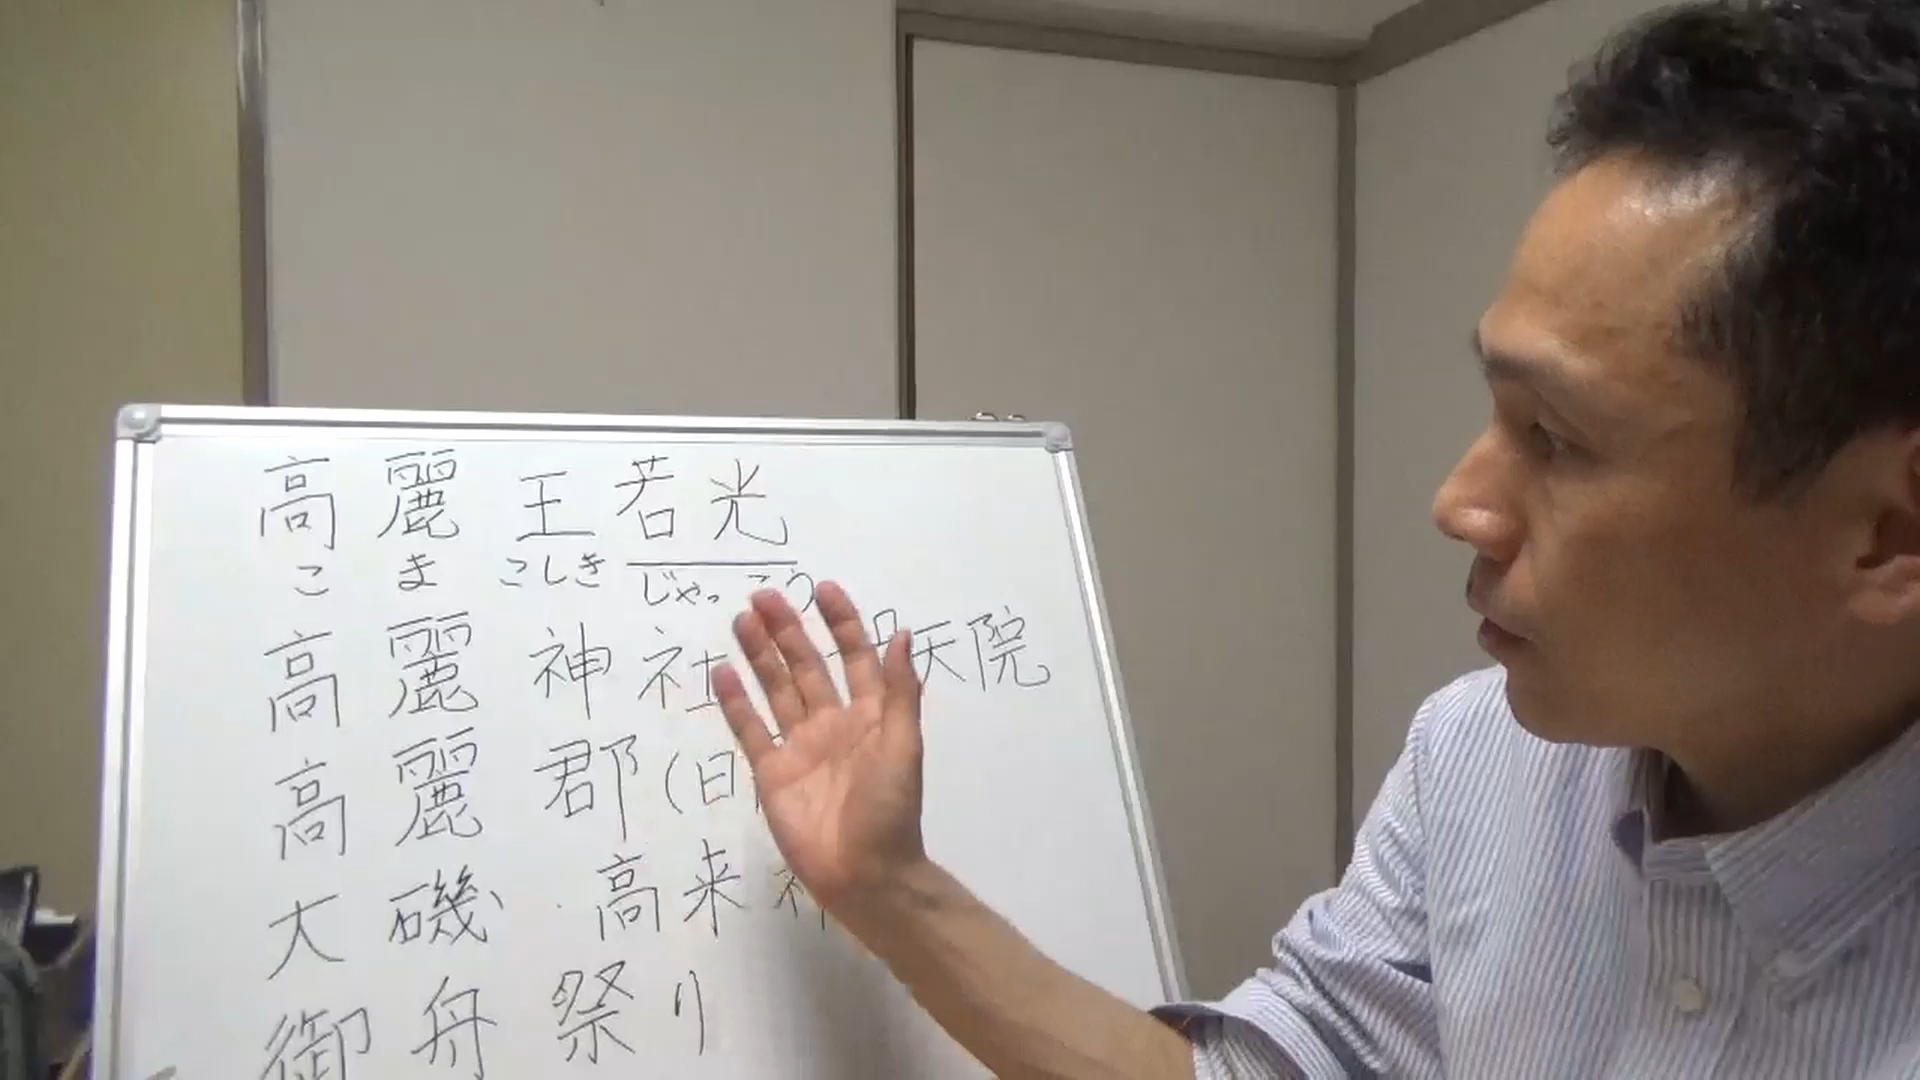 高麗王若光
こ ま こしき じゃっこう
高麗神社 天院
高麗郡(日
大磯・高来
御舟祭り